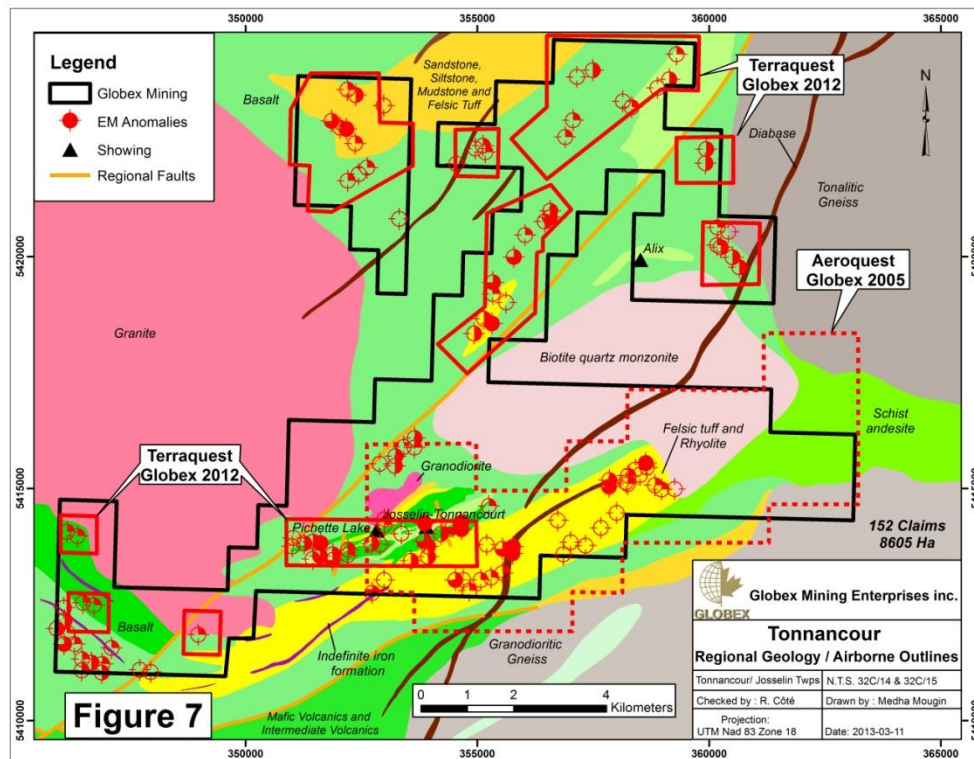 350000
355000
360000
365000
Legend
Globex Mining
EM Anomalies
Showing
Regional Faults
Basalt
Sandstone,
Siltstone,
Mudstone and
Felsic Tuff
Terraquest
Globex 2012
N
Diabase
Tonalitic
Gneiss
5420000
Alix
Aeroquest
Globex 2005
Granite
Biotite quartz monzonite
Schist
andesite
Felsic tuff and
Rhyolite
Terraquest
Globex 2012
Granodiorite
5415000
Pichette Lake
Josselin-Tonnancourt
152 Claims
8605 Ha
Basalt
Indefinite iron
formation
Granodioritic
Gneiss
Mafic Volcanics and
Intermediate Volcanics
Figure 7
0 1 2 4
Kilometers
5410000
GLOBEX
Globex Mining Enterprises inc.
Tonnancour
Regional Geology / Airborne Outlines
Tonnancour/ Josselin Twps
N.T.S. 32C/14 & 32C/15
Checked by : R. Côté
Drawn by : Medha Mougin
Projection:
UTM Nad 83 Zone 18
Date: 2013-03-11
350000
355000
360000
365000